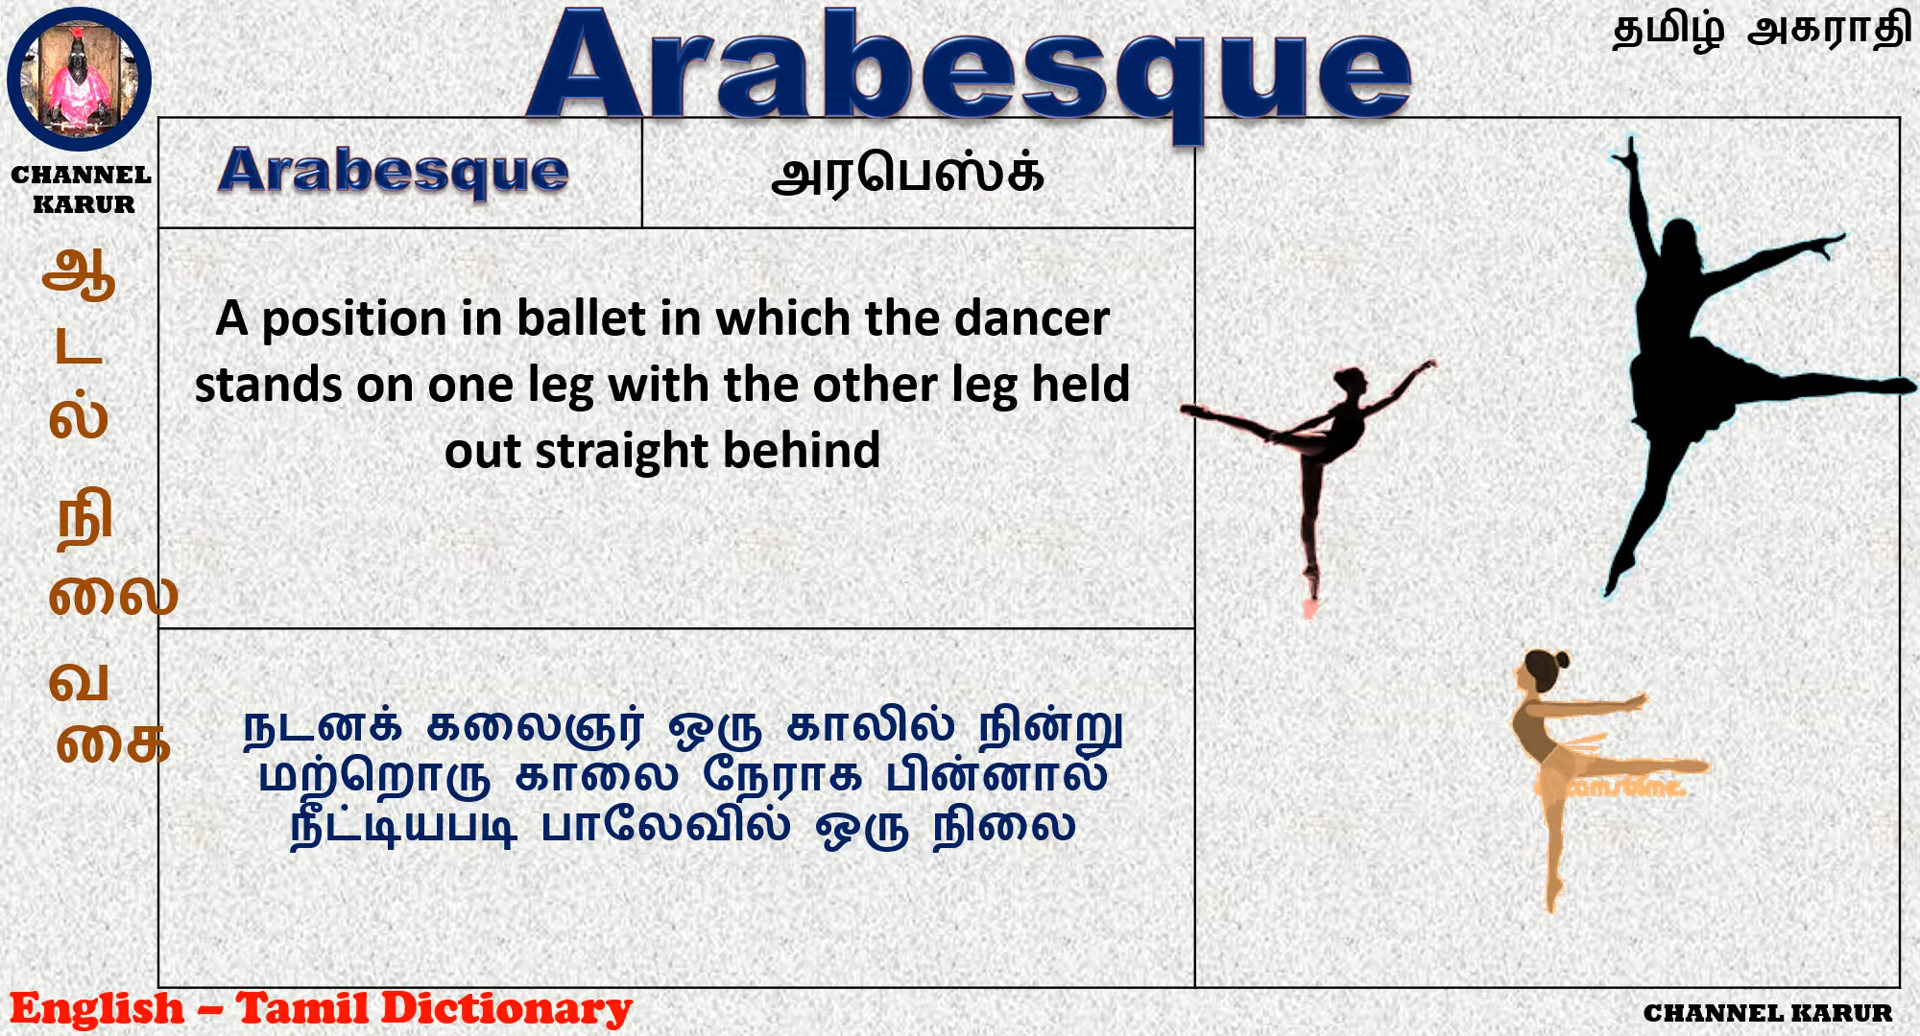 Arabesque
தமிழ் அகராதி
CHANNEL
KARUR
Arabesque
அரபெஸ்க்
ஆ
ட
ல்
நி
லை
வ
கை
A position in ballet in which the dancer
stands on one leg with the other leg held
out straight behind
நடனக் கலைஞர் ஒரு காலில் நின்று
மற்றொரு காலை நேராக பின்னால்
நீட்டியபடி பாலேவில் ஒரு நிலை
English – Tamil Dictionary
CHANNEL KARUR